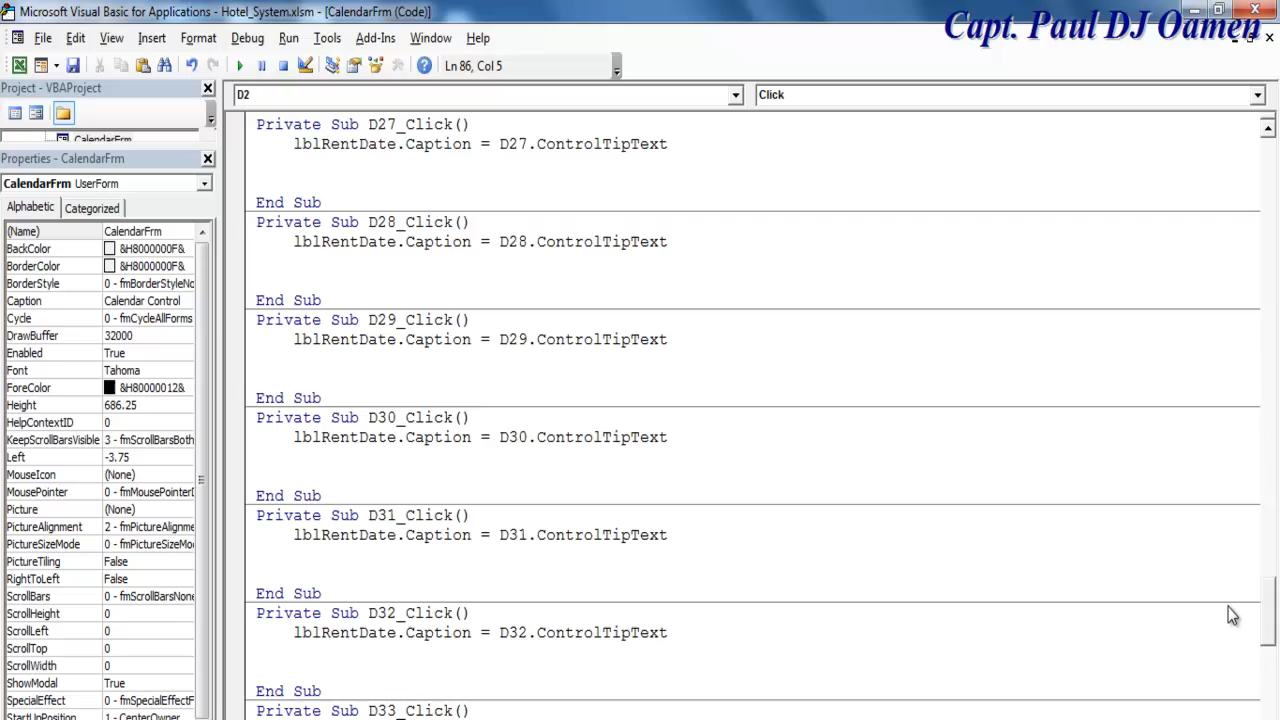 Microsoft Visual Basic for Applications - Hotel_System.xlsm - [CalendarFrm (Code)]
Capt. Paul DJ Oamen
File Edit View Insert Format Debug Run Tools Add-Ins Window Help
Ln 86, Col 5
Project - VBAProject
CalendarFrm
D2
Click
Properties - CalendarFrm
CalendarFrm UserForm
Alphabetic Categorized
(Name) CalendarFrm
BackColor &H8000000F&
BorderColor &H8000000F&
BorderStyle 0 - fmBorderStyleNo
Caption Calendar Control
Cycle 0 - fmCycleAllForms
DrawBuffer 32000
Enabled True
Font Tahoma
ForeColor &H80000012&
Height 686.25
HelpContextID 0
KeepScrollBarsVisible 3 - fmScrollBarsBoth
Left -3.75
MouseIcon (None)
MousePointer 0 - fmMousePointerD
Picture (None)
PictureAlignment 2 - fmPictureAlignme
PictureSizeMode 0 - fmPictureSizeMo
PictureTiling False
RightToLeft False
ScrollBars 0 - fmScrollBarsNone
ScrollHeight 0
ScrollLeft 0
ScrollTop 0
ScrollWidth 0
ShowModal True
SpecialEffect 0 - fmSpecialEffectF
StartUpPosition 1 - CenterOwner
Private Sub D27_Click()
lblRentDate.Caption = D27.ControlTipText
End Sub
Private Sub D28_Click()
lblRentDate.Caption = D28.ControlTipText
End Sub
Private Sub D29_Click()
lblRentDate.Caption = D29.ControlTipText
End Sub
Private Sub D30_Click()
lblRentDate.Caption = D30.ControlTipText
End Sub
Private Sub D31_Click()
lblRentDate.Caption = D31.ControlTipText
End Sub
Private Sub D32_Click()
lblRentDate.Caption = D32.ControlTipText
End Sub
Private Sub D33_Click()